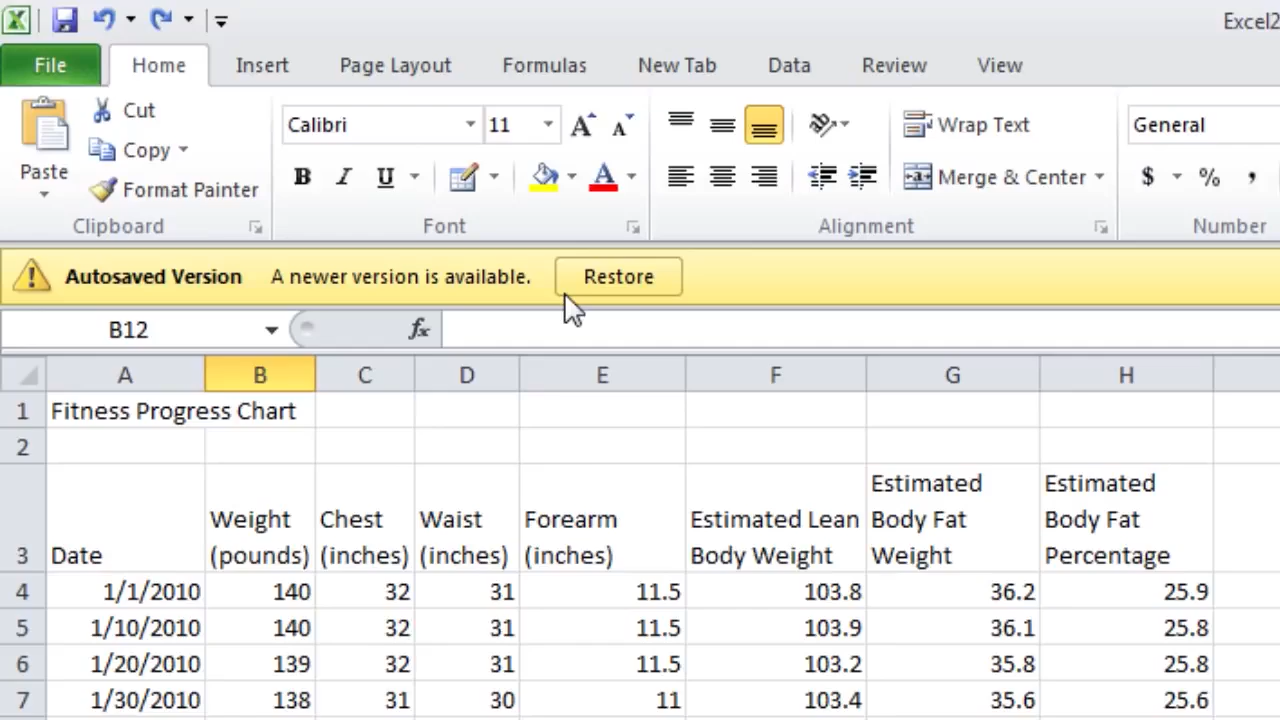 Excel2
File Home Insert Page Layout Formulas New Tab Data Review View
Paste
Cut
Copy
Format Painter
Clipboard
Calibri 11
B I U A
Font
Wrap Text
Merge & Center
Alignment
General
$ % ,
Number
Autosaved Version A newer version is available. Restore
B12 fx
A B C D E F G H
1 Fitness Progress Chart
2
3 Date Weight (pounds) Chest (inches) Waist (inches) Forearm (inches) Estimated Lean Body Weight Estimated Body Fat Weight Estimated Body Fat Percentage
4 1/1/2010 140 32 31 11.5 103.8 36.2 25.9
5 1/10/2010 140 32 31 11.5 103.9 36.1 25.8
6 1/20/2010 139 32 31 11.5 103.2 35.8 25.8
7 1/30/2010 138 31 30 11 103.4 35.6 25.6